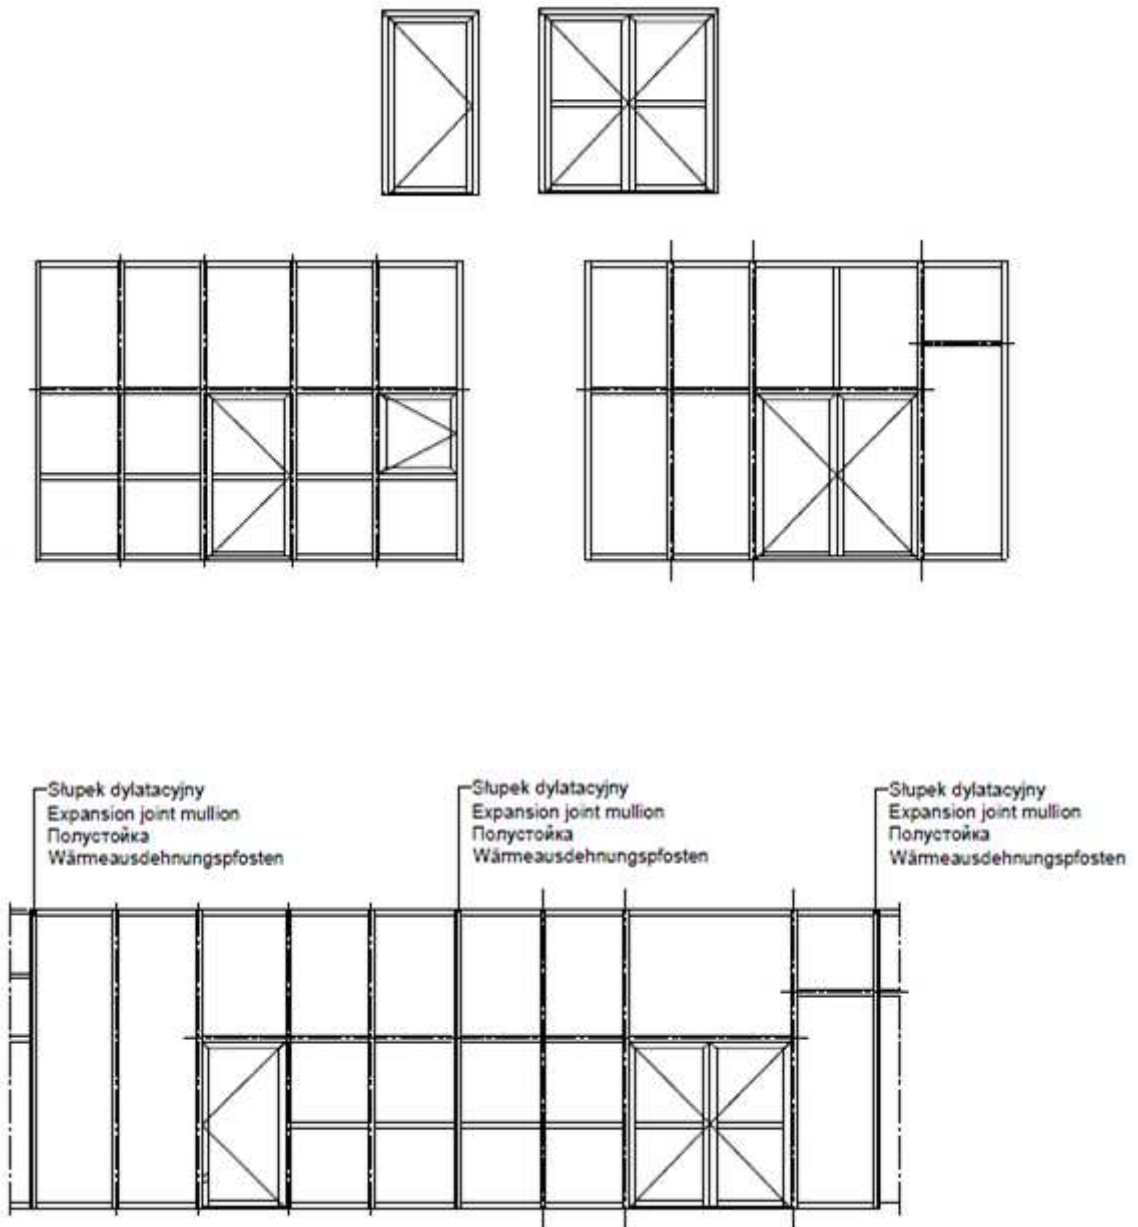 Słupek dylatacyjny
Expansion joint mullion
Полустойка
Wärmeausdehnungspfosten
Słupek dylatacyjny
Expansion joint mullion
Полустойка
Wärmeausdehnungspfosten
Słupek dylatacyjny
Expansion joint mullion
Полустойка
Wärmeausdehnungspfosten